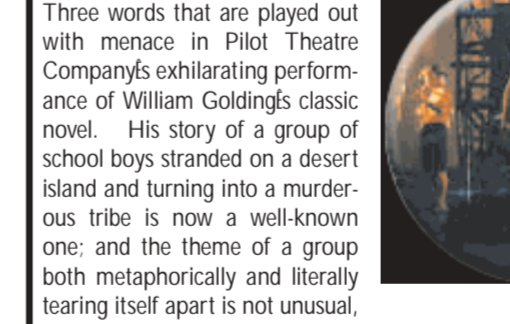 Three words that are played out
with menace in Pilot Theatre
CompanyÊs exhilarating perform-
ance of William GoldingÊs classic
novel. His story of a group of
school boys stranded on a desert
island and turning into a murder-
ous tribe is now a well-known
one; and the theme of a group
both metaphorically and literally
tearing itself apart is not unusual,